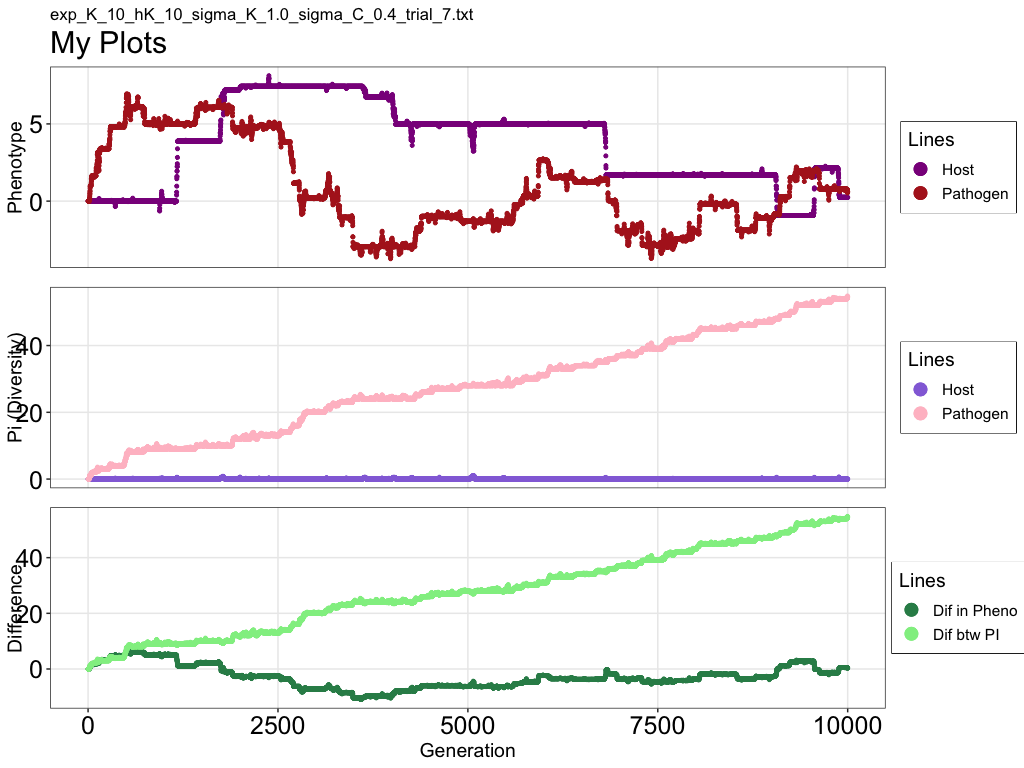 exp_K_10_hK_10_sigma_K_1.0_sigma_C_0.4_trial_7.txt
My Plots
Phenotype
5
0
Lines
Host
Pathogen
Pi (Diversity)
40
20
0
Lines
Host
Pathogen
Difference
40
20
0
Lines
Dif in Pheno
Dif btw PI
0 2500 5000 7500 10000
Generation